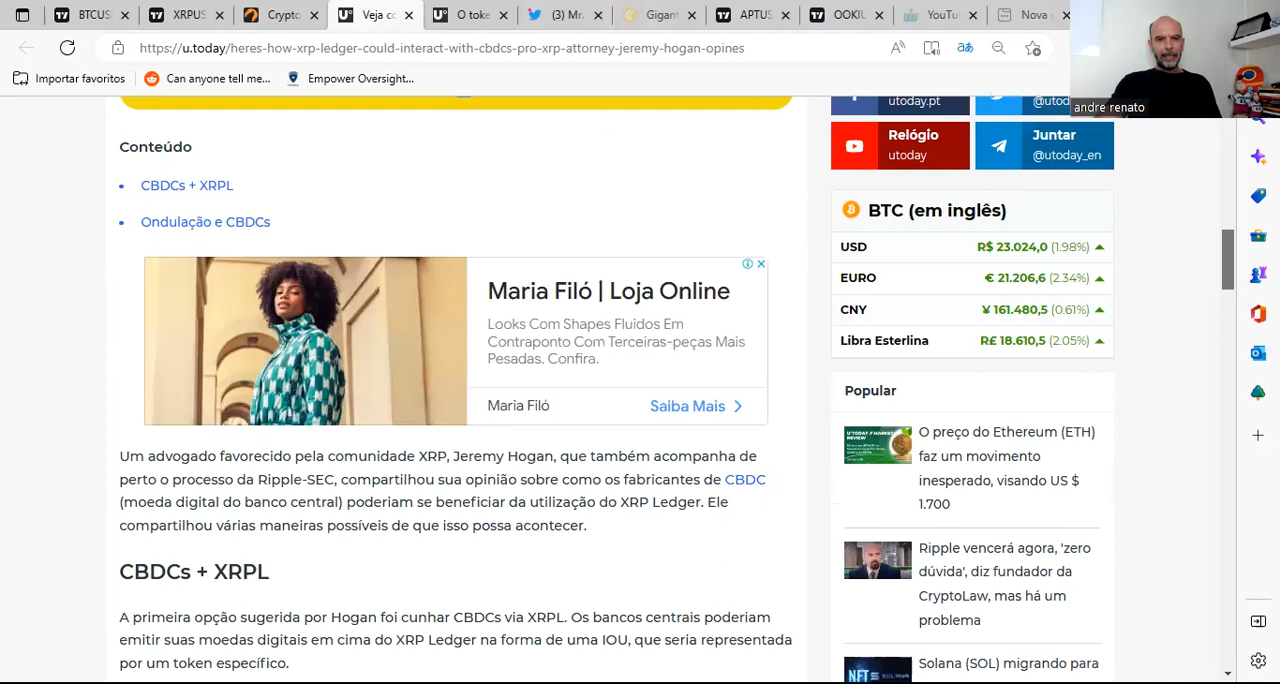 BTCUSI
XRPUS
Crypto
Veja co
O toke
(3) Mr.
Gigant
APTUS
OOKIU
YouTu
Nova
https://u.today/heres-how-xrp-ledger-could-interact-with-cbdcs-pro-xrp-attorney-jeremy-hogan-opines
Importar favoritos
Can anyone tell me...
Empower Oversight...
andre renato
utoday.pt
@utod
Relógio
utoday
Juntar
@utoday_en
Conteúdo
• CBDCs + XRPL
• Ondulação e CBDCs
Maria Filó | Loja Online
Looks Com Shapes Fluidos Em
Contraponto Com Terceiras-peças Mais
Pesadas. Confira.
Maria Filó
Saiba Mais
Um advogado favorecido pela comunidade XRP, Jeremy Hogan, que também acompanha de
perto o processo da Ripple-SEC, compartilhou sua opinião sobre como os fabricantes de CBDC
(moeda digital do banco central) poderiam se beneficiar da utilização do XRP Ledger. Ele
compartilhou várias maneiras possíveis de que isso possa acontecer.
CBDCs + XRPL
A primeira opção sugerida por Hogan foi cunhar CBDCs via XRPL. Os bancos centrais poderiam
emitir suas moedas digitais em cima do XRP Ledger na forma de uma IOU, que seria representada
por um token específico.
BTC (em inglês)
USD R$ 23.024,0 (1.98%)
EURO € 21.206,6 (2.34%)
CNY ¥ 161.480,5 (0.61%)
Libra Esterlina R£ 18.610,5 (2.05%)
Popular
O preço do Ethereum (ETH)
faz um movimento
inesperado, visando US $
1.700
Ripple vencerá agora, 'zero
dúvida', diz fundador da
CryptoLaw, mas há um
problema
Solana (SOL) migrando para
NFT SOLANA